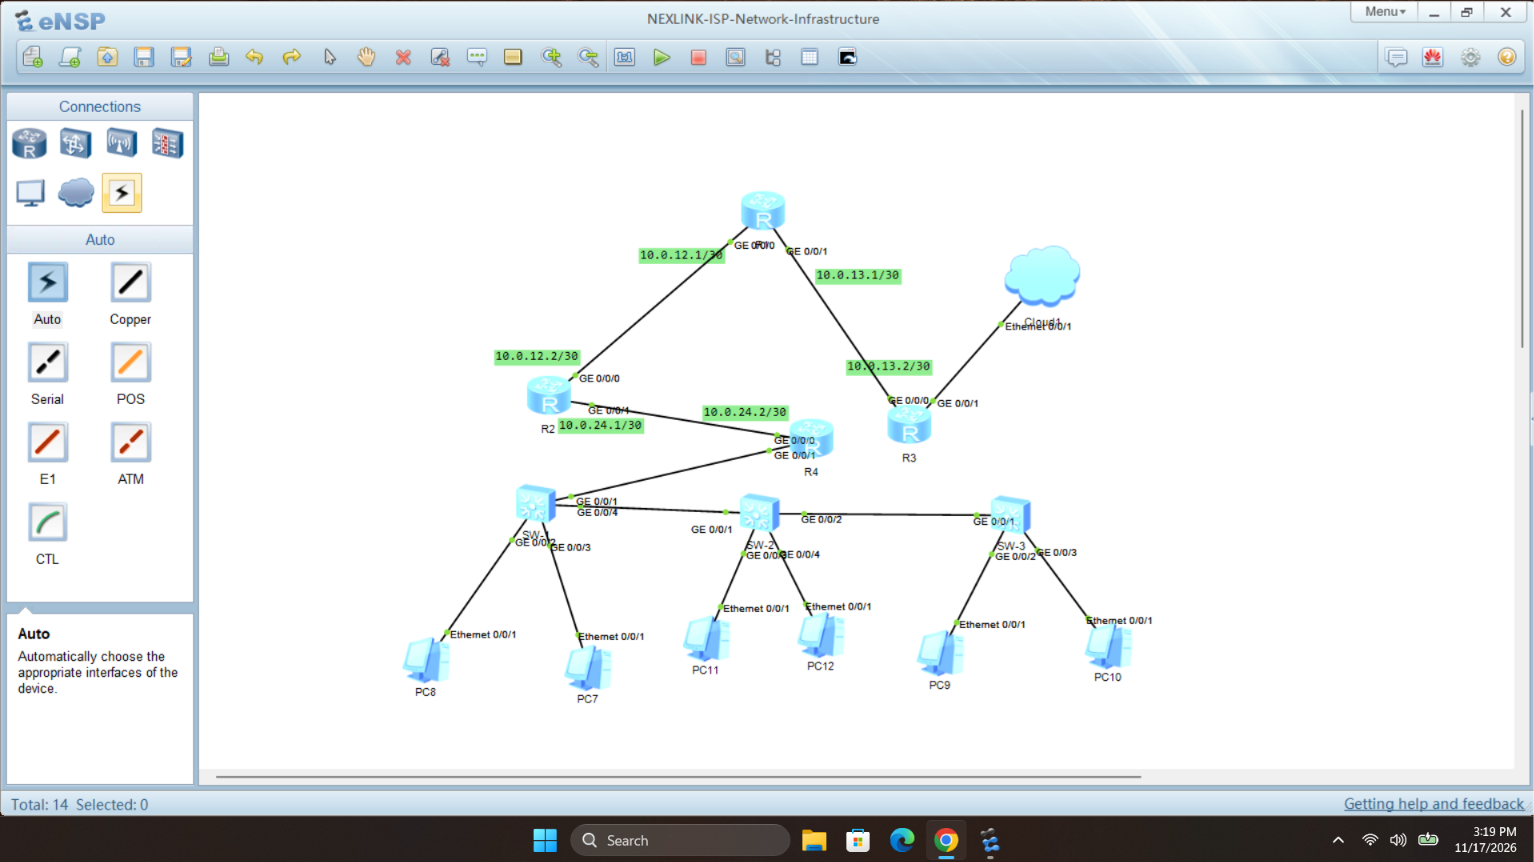 eNSP
NEXLINK-ISP-Network-Infrastructure
Menu
Connections
R
Auto
Auto
Copper
Serial
POS
E1
ATM
CTL
Auto
Automatically choose the
appropriate interfaces of the
device.
R
GE 0/0/0
GE 0/0/1
10.0.12.1/30
10.0.13.1/30
Cloud1
Ethernet 0/0/1
10.0.12.2/30
10.0.13.2/30
GE 0/0/0
R
GE 0/0/1
R2
10.0.24.1/30
10.0.24.2/30
GE 0/0/0
GE 0/0/1
R4
GE 0/0/0
GE 0/0/1
R
R3
GE 0/0/1
GE 0/0/4
SW-1
GE 0/0/2
GE 0/0/3
GE 0/0/1
GE 0/0/2
SW-2
GE 0/0/4
GE 0/0/1
SW-3
GE 0/0/2
GE 0/0/3
Ethernet 0/0/1
Ethernet 0/0/1
Ethernet 0/0/1
Ethernet 0/0/1
Ethernet 0/0/1
Ethernet 0/0/1
PC8
PC7
PC11
PC12
PC9
PC10
Total: 14 Selected: 0
Getting help and feedback
Search
3:19 PM
11/17/2026